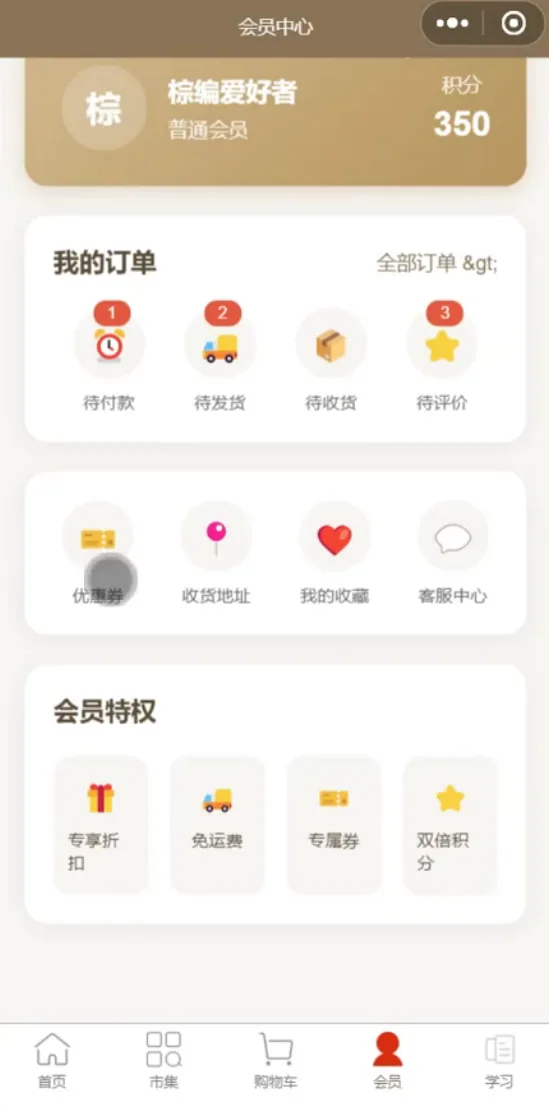 会员中心
棕
棕编爱好者
普通会员
积分
350
我的订单
全部订单 &gt;
1
2
3
待付款
待发货
待收货
待评价
优惠券
收货地址
我的收藏
客服中心
会员特权
专享折
扣
免运费
专属券
双倍积
分
首页
市集
购物车
会员
学习